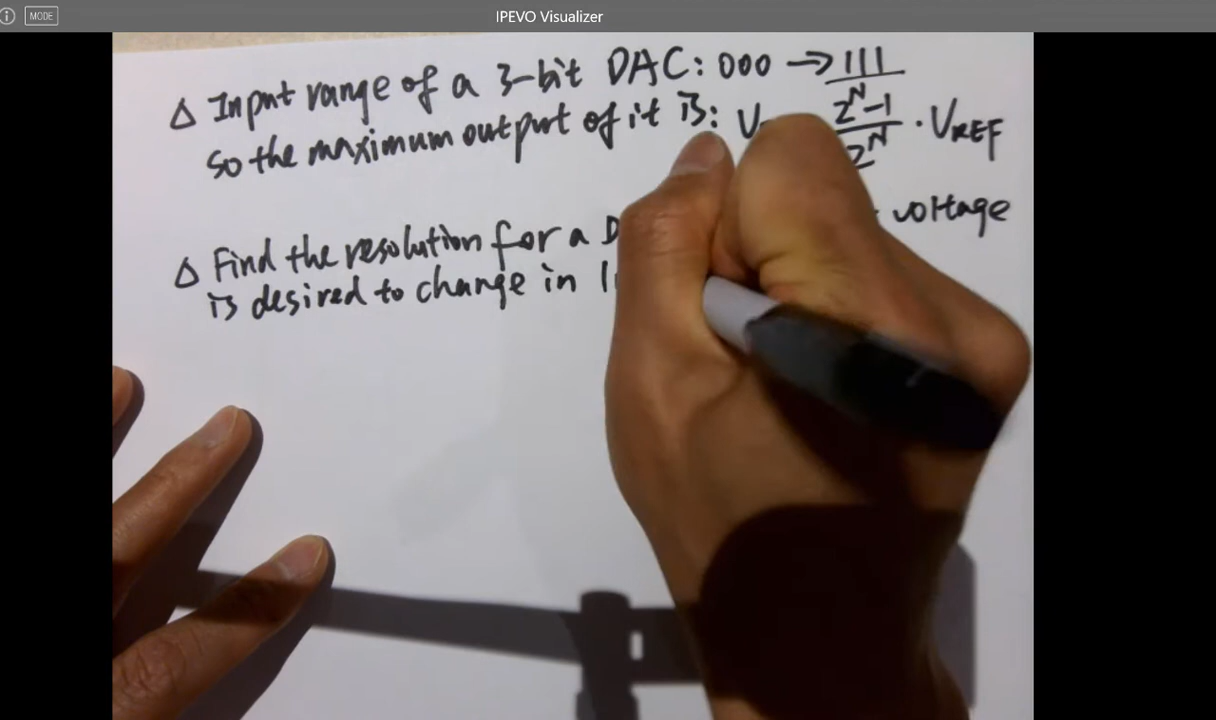 MODE
IPEVO Visualizer
Δ Input range of a 3-bit DAC: 000 → 111
so the maximum output of it is: V 2^N-1 / 2^N · VREF
Δ Find the resolution for a voltage
is desired to change in